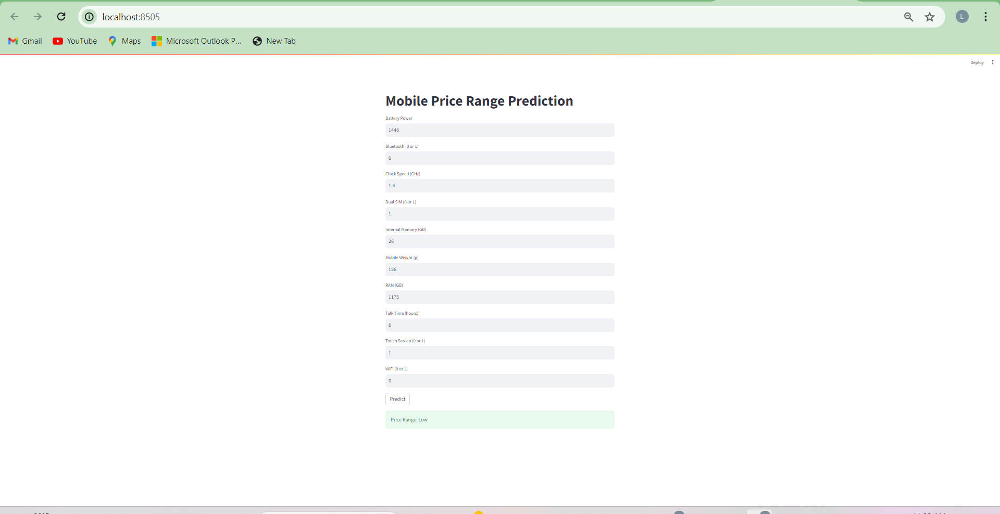 localhost:8505
L
Gmail YouTube Maps Microsoft Outlook P... New Tab
Deploy
Mobile Price Range Prediction
Battery Power
1448
Bluetooth (0 or 1)
0
Clock Speed (GHz)
1.4
Dual SIM (0 or 1)
1
Internal Memory (GB)
26
Mobile Weight (g)
156
RAM (GB)
1175
Talk Time (hours)
6
Touch Screen (0 or 1)
1
WiFi (0 or 1)
0
Predict
Price Range: Low